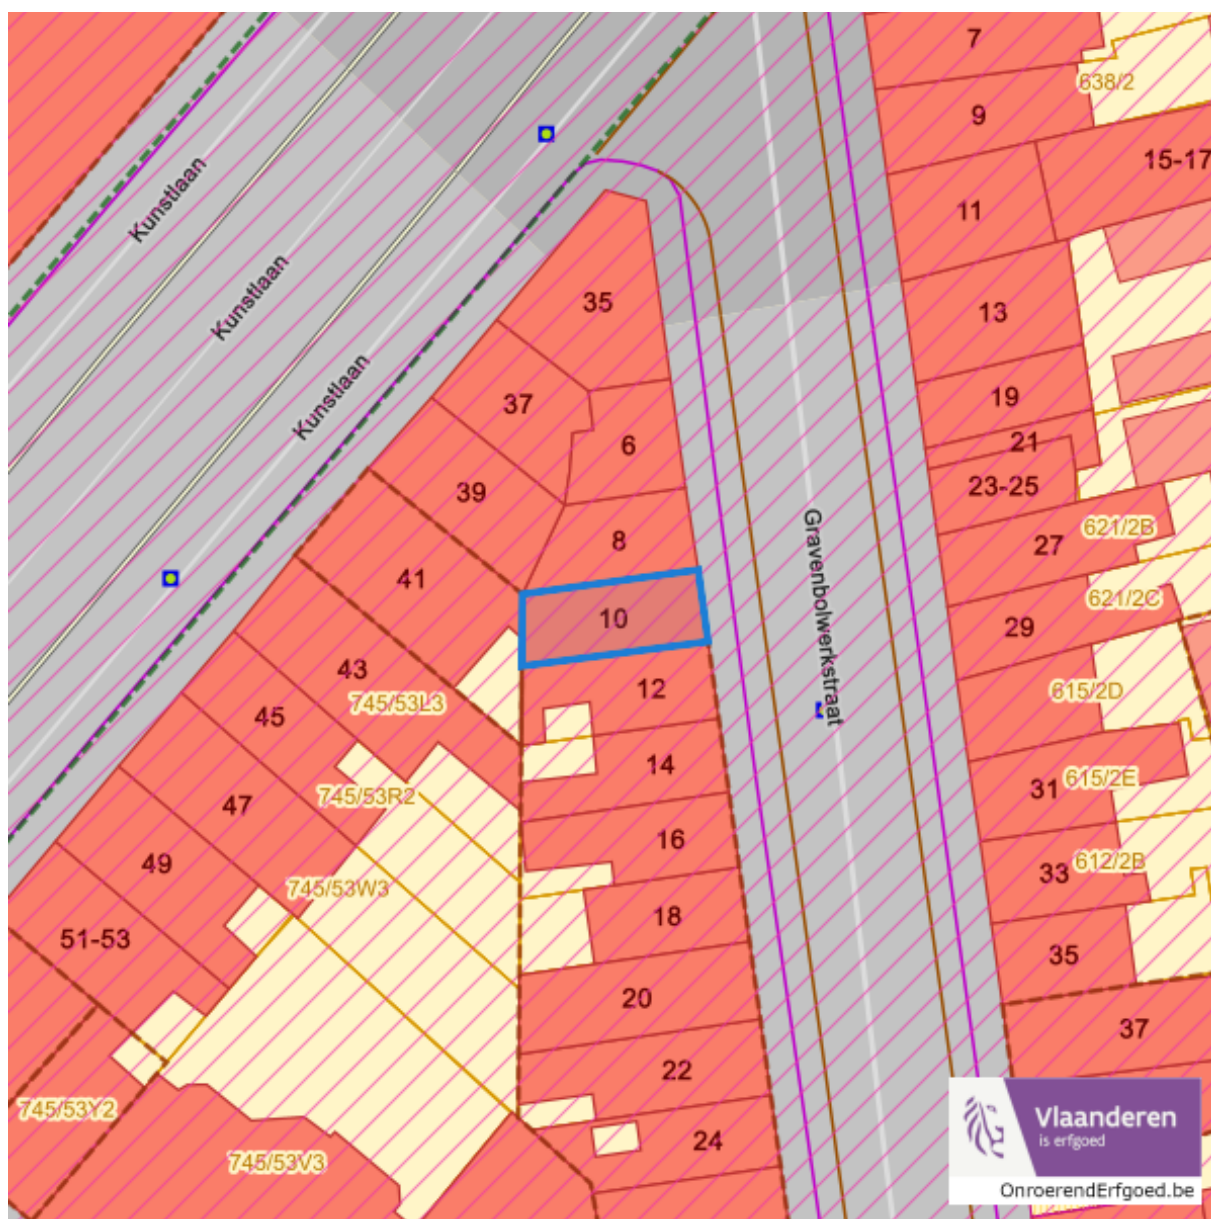 7
638/2
9
15-17
11
Kunstlaan
Kunstlaan
Kunstlaan
35
13
37
19
6
21
39
23-25
8
27
621/2B
41
10
Gravenbolwerkstraat
29
621/2C
43
12
745/53L3
615/2D
45
14
31
615/2E
47
745/53R2
16
33
612/2B
49
745/53W3
18
51-53
35
20
37
22
745/53Y2
24
745/53V3
Vlaanderen
is erfgoed
OnroerendErfgoed.be